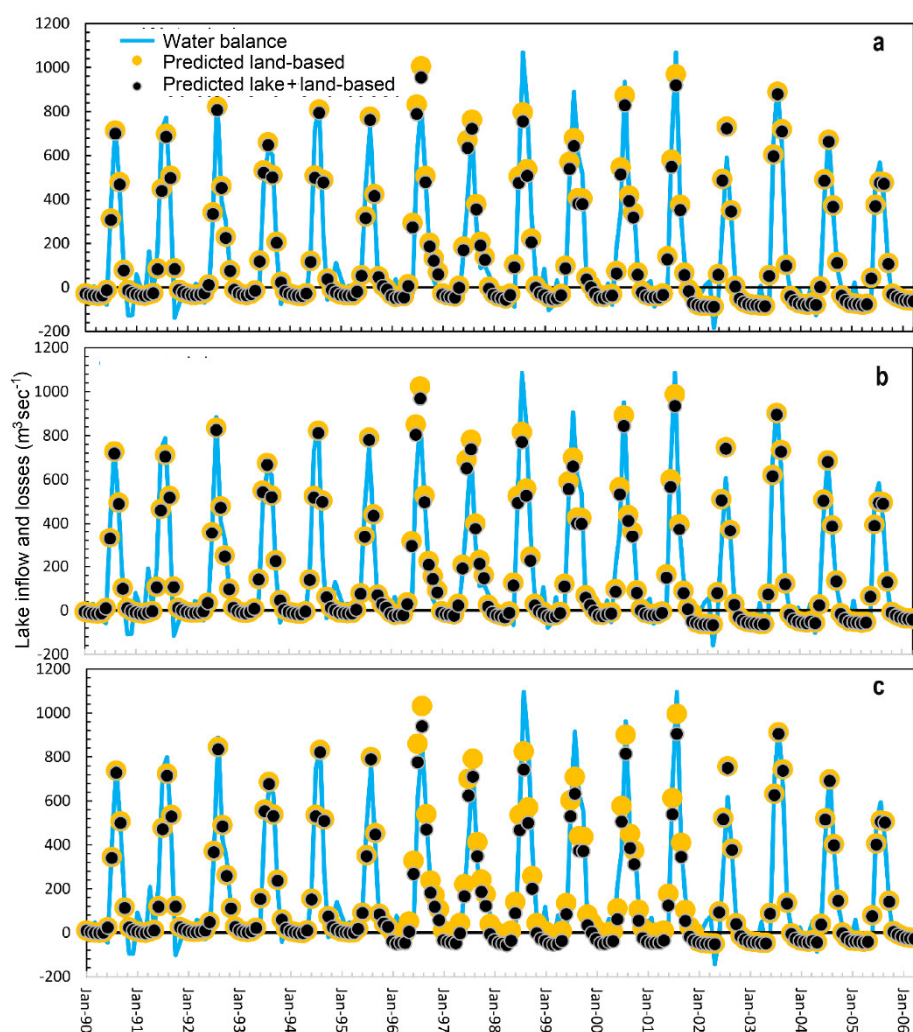 1200
1000
800
600
400
200
0
-200
Water balance
Predicted land-based
Predicted lake+land-based
a
1200
1000
800
600
400
200
0
-200
b
Lake inflow and losses (m³sec⁻¹)
1200
1000
800
600
400
200
0
-200
c
Jan-90
Jan-91
Jan-92
Jan-93
Jan-94
Jan-95
Jan-96
Jan-97
Jan-98
Jan-99
Jan-00
Jan-01
Jan-02
Jan-03
Jan-04
Jan-05
Jan-06